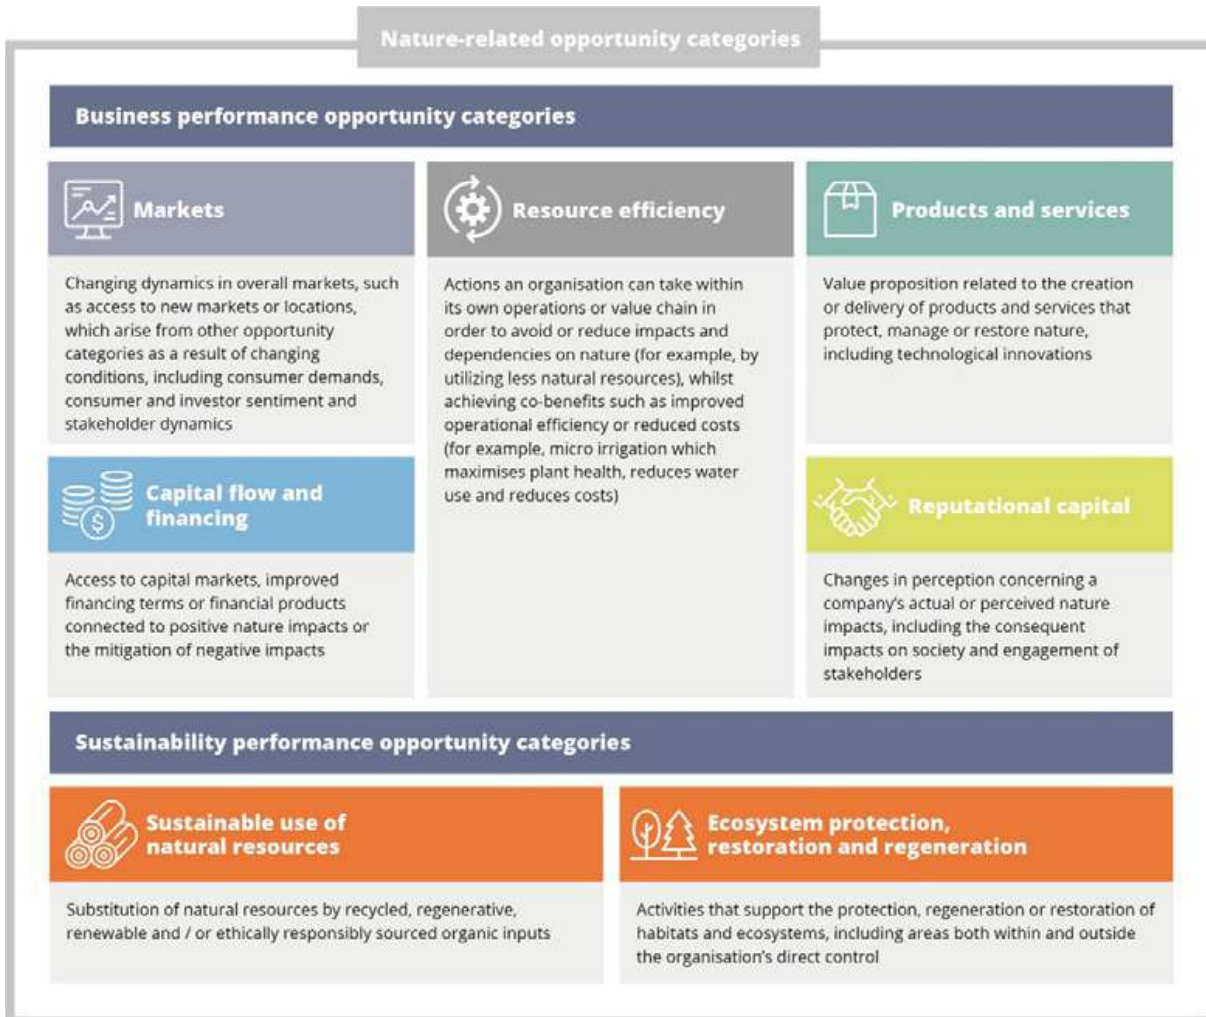 Nature-related opportunity categories
Business performance opportunity categories
Markets
Changing dynamics in overall markets, such
as access to new markets or locations,
which arise from other opportunity
categories as a result of changing
conditions, including consumer demands,
consumer and investor sentiment and
stakeholder dynamics
Resource efficiency
Actions an organisation can take within
its own operations or value chain in
order to avoid or reduce impacts and
dependencies on nature (for example, by
utilizing less natural resources), whilst
achieving co-benefits such as improved
operational efficiency or reduced costs
(for example, micro irrigation which
maximises plant health, reduces water
use and reduces costs)
Products and services
Value proposition related to the creation
or delivery of products and services that
protect, manage or restore nature,
including technological innovations
$
Capital flow and
financing
Access to capital markets, improved
financing terms or financial products
connected to positive nature impacts or
the mitigation of negative impacts
Reputational capital
Changes in perception concerning a
company's actual or perceived nature
impacts, including the consequent
impacts on society and engagement of
stakeholders
Sustainability performance opportunity categories
Sustainable use of
natural resources
Substitution of natural resources by recycled, regenerative,
renewable and / or ethically responsibly sourced organic inputs
Ecosystem protection,
restoration and regeneration
Activities that support the protection, regeneration or restoration of
habitats and ecosystems, including areas both within and outside
the organisation's direct control